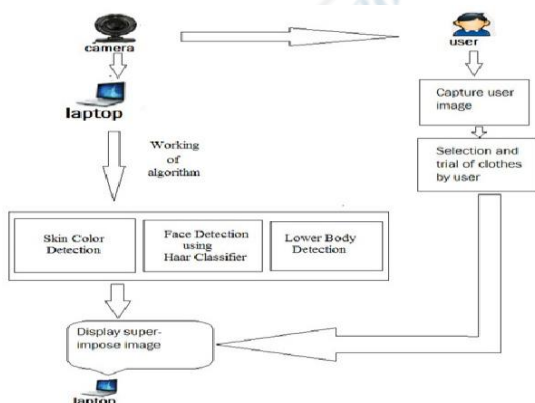 camera
user
laptop
Capture user
image
Working
of
algorithm
Selection and
trial of clothes
by user
Skin Color
Detection
Face Detection
using
Haar Classifier
Lower Body
Detection
Display super-
impose image
laptop